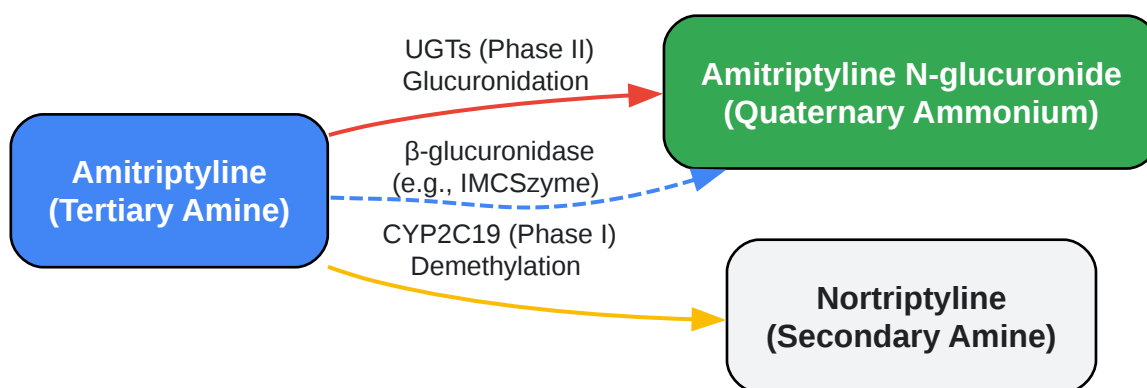 UGTs (Phase II)
Glucuronidation
Amitriptyline N-glucuronide
(Quaternary Ammonium)
Amitriptyline
(Tertiary Amine)
β-glucuronidase
(e.g., IMCSzyme)
CYP2C19 (Phase I)
Demethylation
Nortriptyline
(Secondary Amine)